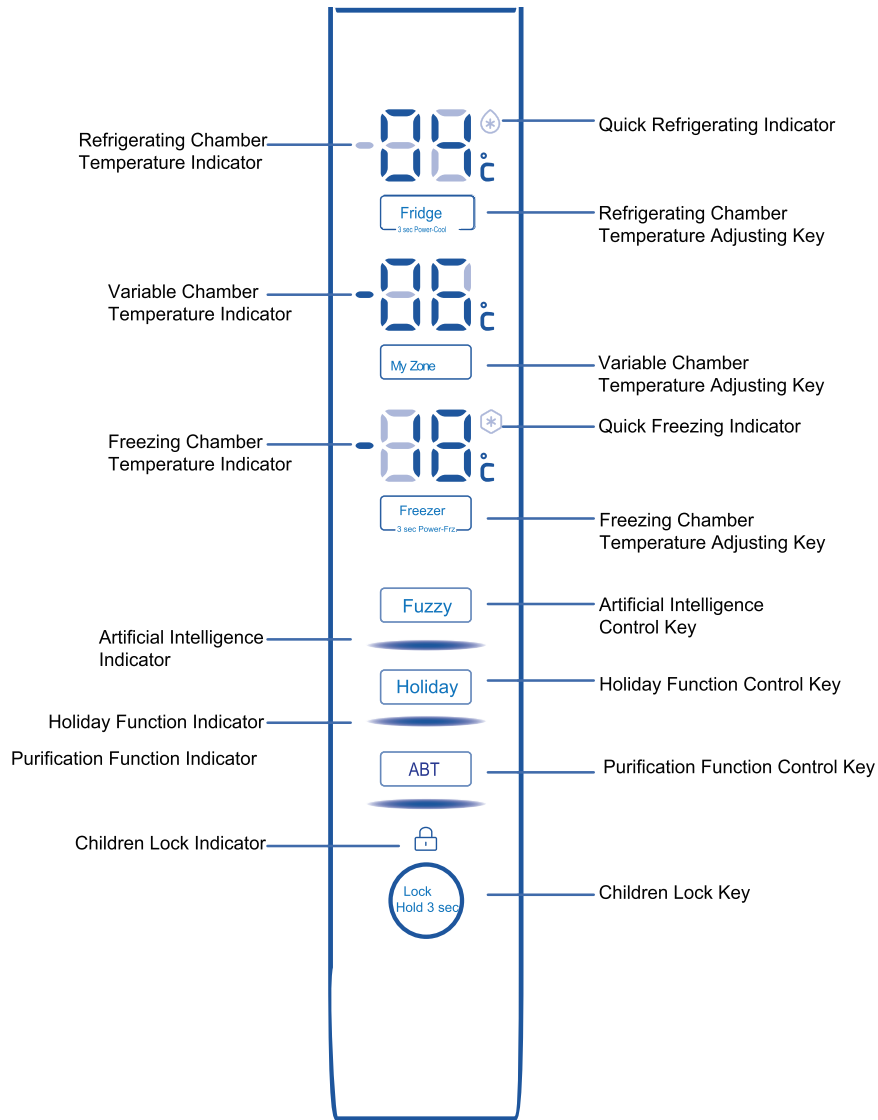 Quick Refrigerating Indicator
Refrigerating Chamber
Temperature Indicator
04
°C
Fridge
3 sec Power-Cool
Refrigerating Chamber
Temperature Adjusting Key
Variable Chamber
Temperature Indicator
-06
°C
My Zone
Variable Chamber
Temperature Adjusting Key
Quick Freezing Indicator
Freezing Chamber
Temperature Indicator
-18
°C
Freezer
3 sec Power-Frz.
Freezing Chamber
Temperature Adjusting Key
Fuzzy
Artificial Intelligence
Control Key
Artificial Intelligence
Indicator
Holiday
Holiday Function Control Key
Holiday Function Indicator
Purification Function Indicator
ABT
Purification Function Control Key
Children Lock Indicator
Lock
Hold 3 sec
Children Lock Key